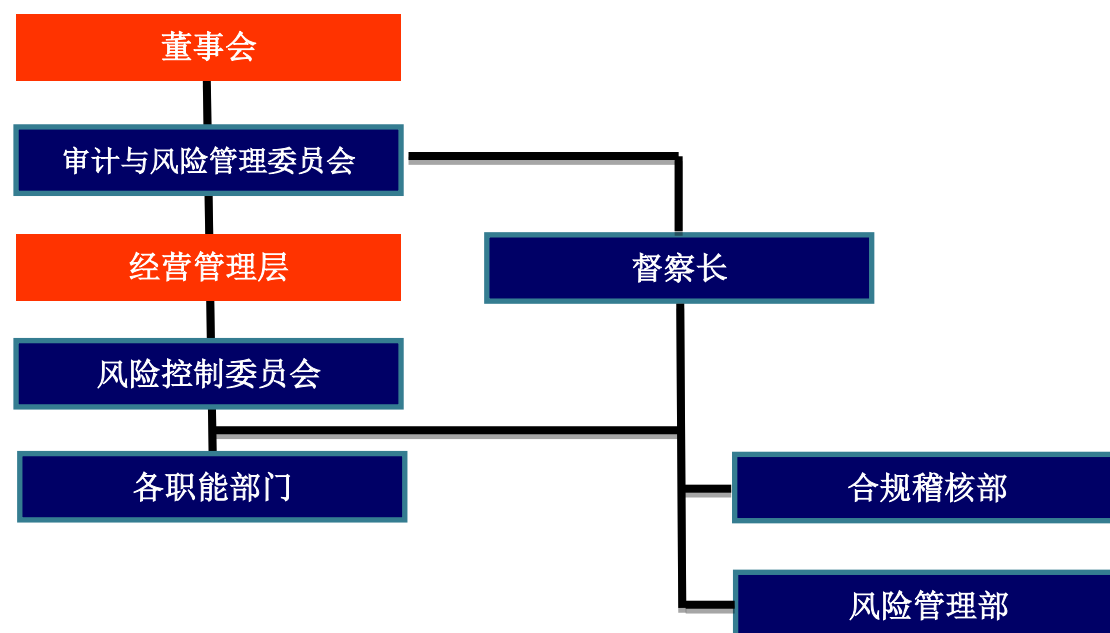 董事会
审计与风险管理委员会
经营管理层
督察长
风险控制委员会
各职能部门
合规稽核部
风险管理部